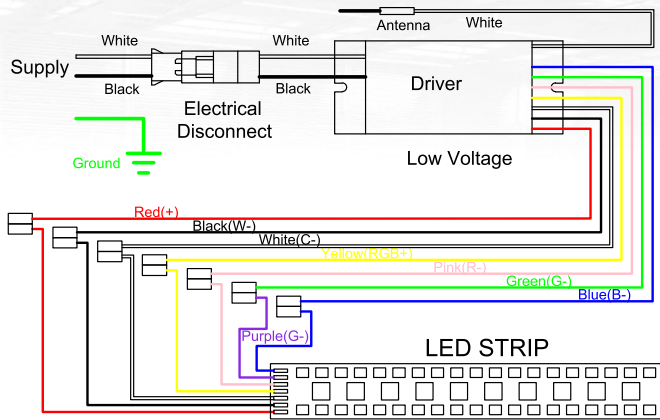 White
Antenna
White
White
Supply
Black
Black
Driver
Electrical
Disconnect
Ground
Low Voltage
Red(+)
Black(W-)
White(C-)
Yellow(RGB+)
Pink(R-)
Green(G-)
Blue(B-)
Purple(G-)
LED STRIP